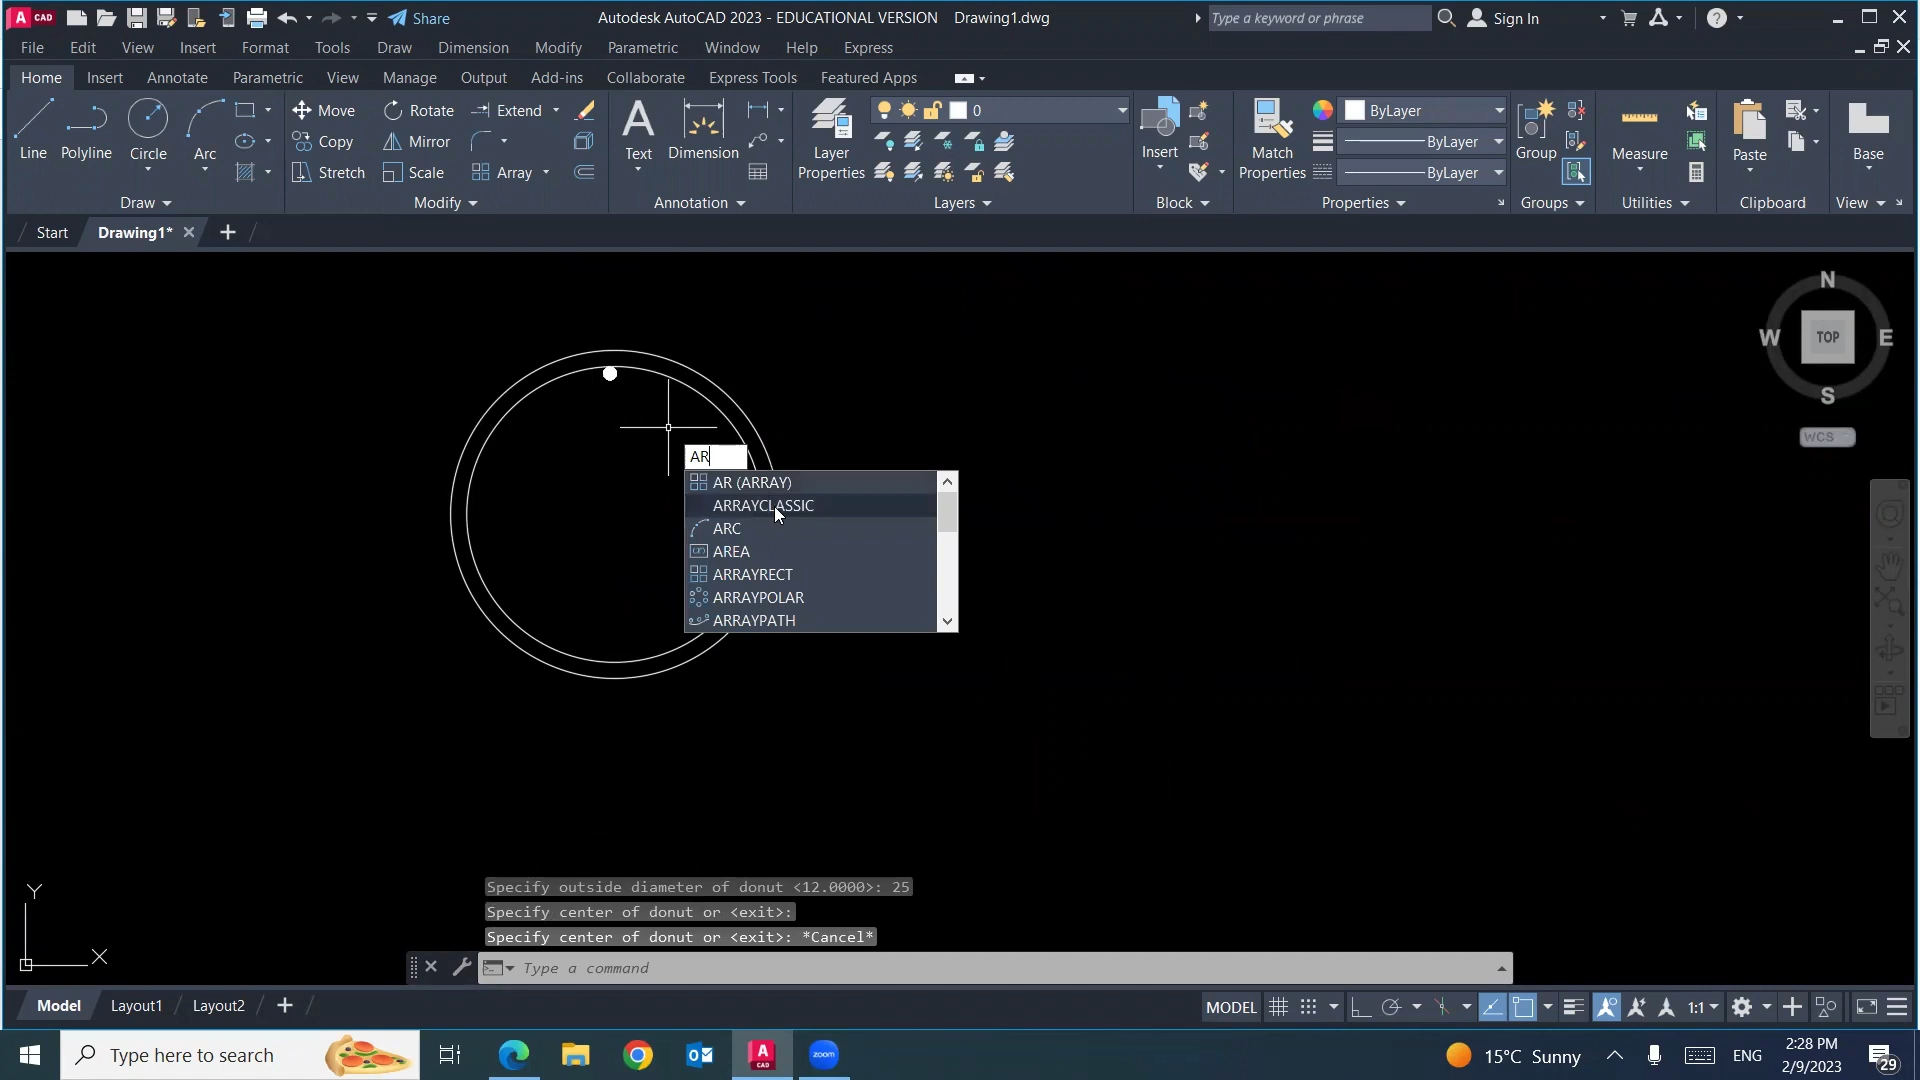 A CAD
Share
Autodesk AutoCAD 2023 - EDUCATIONAL VERSION Drawing1.dwg
Type a keyword or phrase
Sign In
File Edit View Insert Format Tools Draw Dimension Modify Parametric Window Help Express
Home Insert Annotate Parametric View Manage Output Add-ins Collaborate Express Tools Featured Apps
Move Rotate Extend 0 ByLayer
Copy Mirror ByLayer
Line Polyline Circle Arc Text Dimension Layer Properties Insert Match Properties Group Measure Paste Base
Stretch Scale Array ByLayer
Draw Modify Annotation Layers Block Properties Groups Utilities Clipboard View
Start Drawing1*
N
W TOP E
S
WCS
AR
AR (ARRAY)
ARRAYCLASSIC
ARC
AREA
ARRAYRECT
ARRAYPOLAR
ARRAYPATH
Specify outside diameter of donut <12.0000>: 25
Specify center of donut or <exit>:
Specify center of donut or <exit>: *Cancel*
Y
X
Type a command
Model Layout1 Layout2 MODEL 1:1
Type here to search
A CAD
zoom
15°C Sunny
ENG
2:28 PM
2/9/2023
29